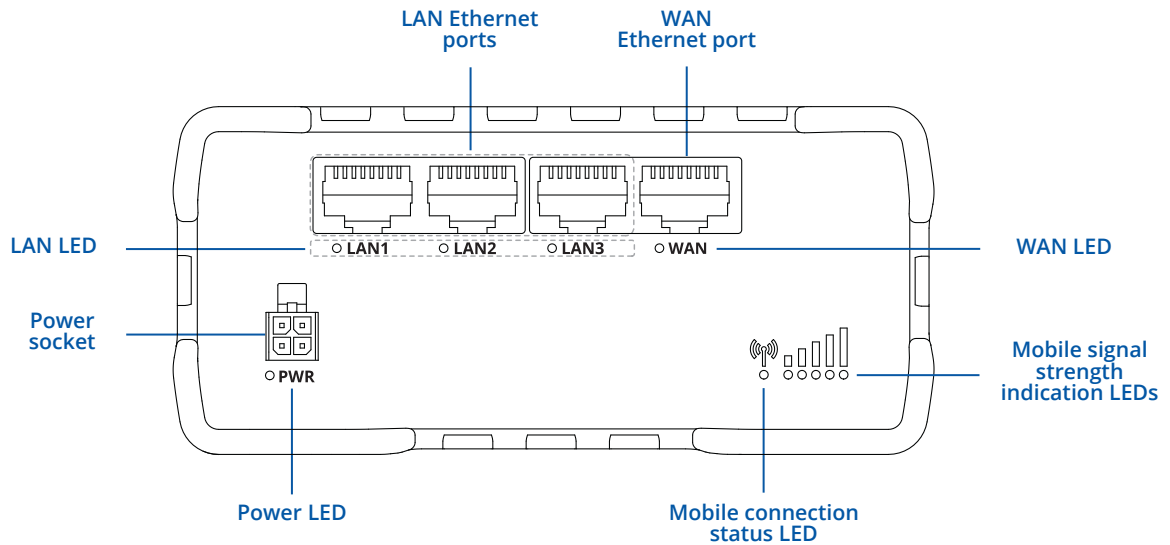 LAN Ethernet
ports
WAN
Ethernet port
LAN LED
LAN1
LAN2
LAN3
WAN
WAN LED
Power
socket
PWR
Mobile signal
strength
indication LEDs
Power LED
Mobile connection
status LED